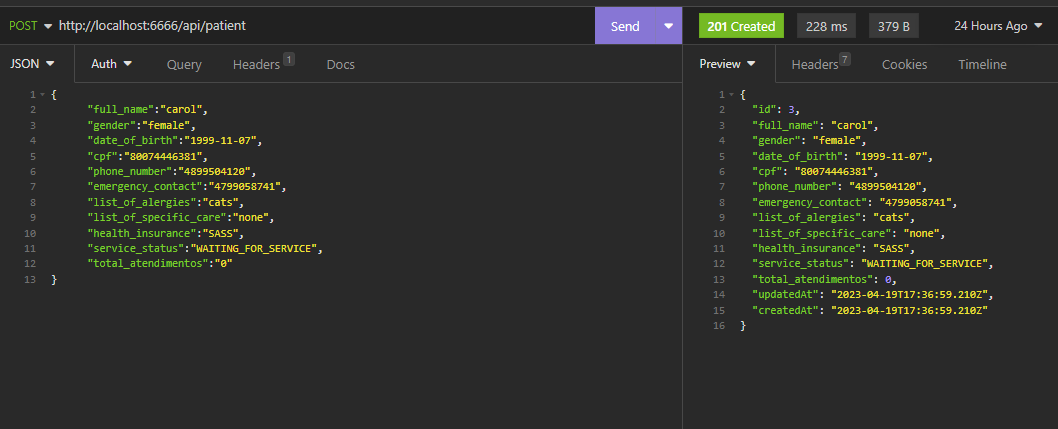 POST http://localhost:6666/api/patient Send 201 Created 228 ms 379 B 24 Hours Ago
JSON Auth Query Headers 1 Docs Preview Headers 7 Cookies Timeline
1 {
2 "full_name":"carol",
3 "gender":"female",
4 "date_of_birth":"1999-11-07",
5 "cpf":"80074446381",
6 "phone_number":"4899504120",
7 "emergency_contact":"4799058741",
8 "list_of_alergies":"cats",
9 "list_of_specific_care":"none",
10 "health_insurance":"SASS",
11 "service_status":"WAITING_FOR_SERVICE",
12 "total_atendimentos":"0"
13 }
1 {
2 "id": 3,
3 "full_name": "carol",
4 "gender": "female",
5 "date_of_birth": "1999-11-07",
6 "cpf": "80074446381",
7 "phone_number": "4899504120",
8 "emergency_contact": "4799058741",
9 "list_of_alergies": "cats",
10 "list_of_specific_care": "none",
11 "health_insurance": "SASS",
12 "service_status": "WAITING_FOR_SERVICE",
13 "total_atendimentos": 0,
14 "updatedAt": "2023-04-19T17:36:59.210Z",
15 "createdAt": "2023-04-19T17:36:59.210Z"
16 }